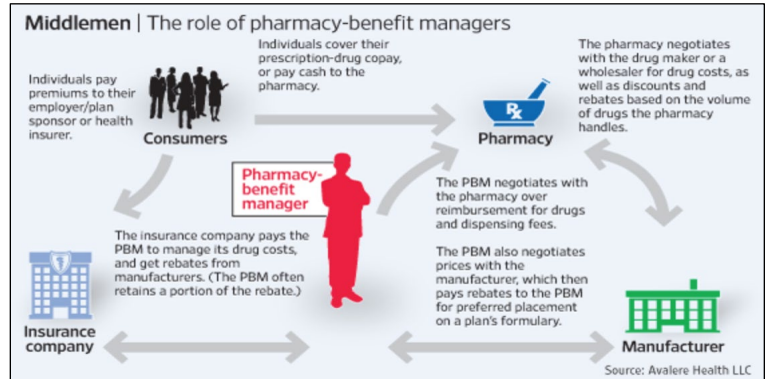 Middlemen | The role of pharmacy-benefit managers
Individuals pay
premiums to their
employer/plan
sponsor or health
insurer.
Consumers
Individuals cover their
prescription-drug copay,
or pay cash to the
pharmacy.
Rx
Pharmacy
The pharmacy negotiates
with the drug maker or a
wholesaler for drug costs, as
well as discounts and
rebates based on the volume
of drugs the pharmacy
handles.
Pharmacy-
benefit
manager
The PBM negotiates with
the pharmacy over
reimbursement for drugs
and dispensing fees.
The PBM also negotiates
prices with the
manufacturer, which then
pays rebates to the PBM
for preferred placement
on a plan's formulary.
The insurance company pays the
PBM to manage its drug costs,
and get rebates from
manufacturers. (The PBM often
retains a portion of the rebate.)
Insurance
company
Manufacturer
Source: Avalere Health LLC